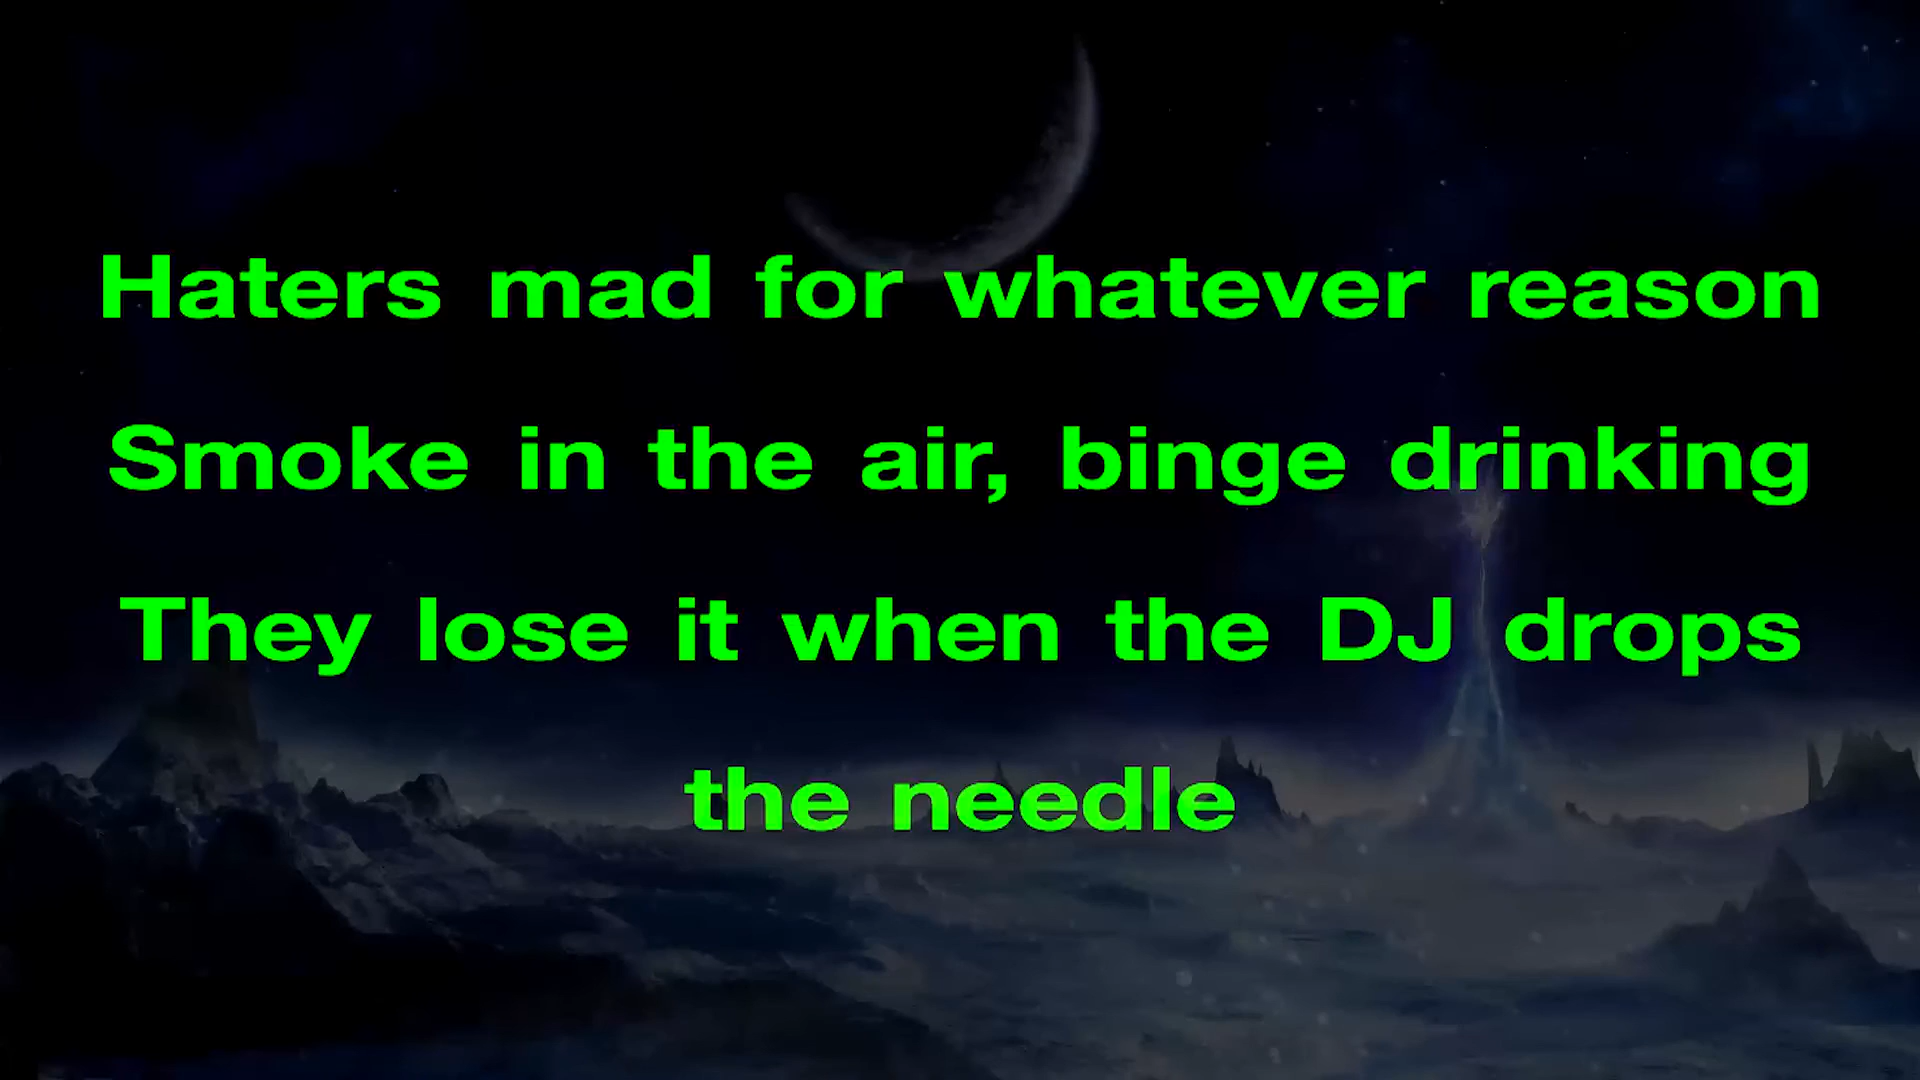 Haters mad for whatever reason
Smoke in the air, binge drinking
They lose it when the DJ drops
the needle